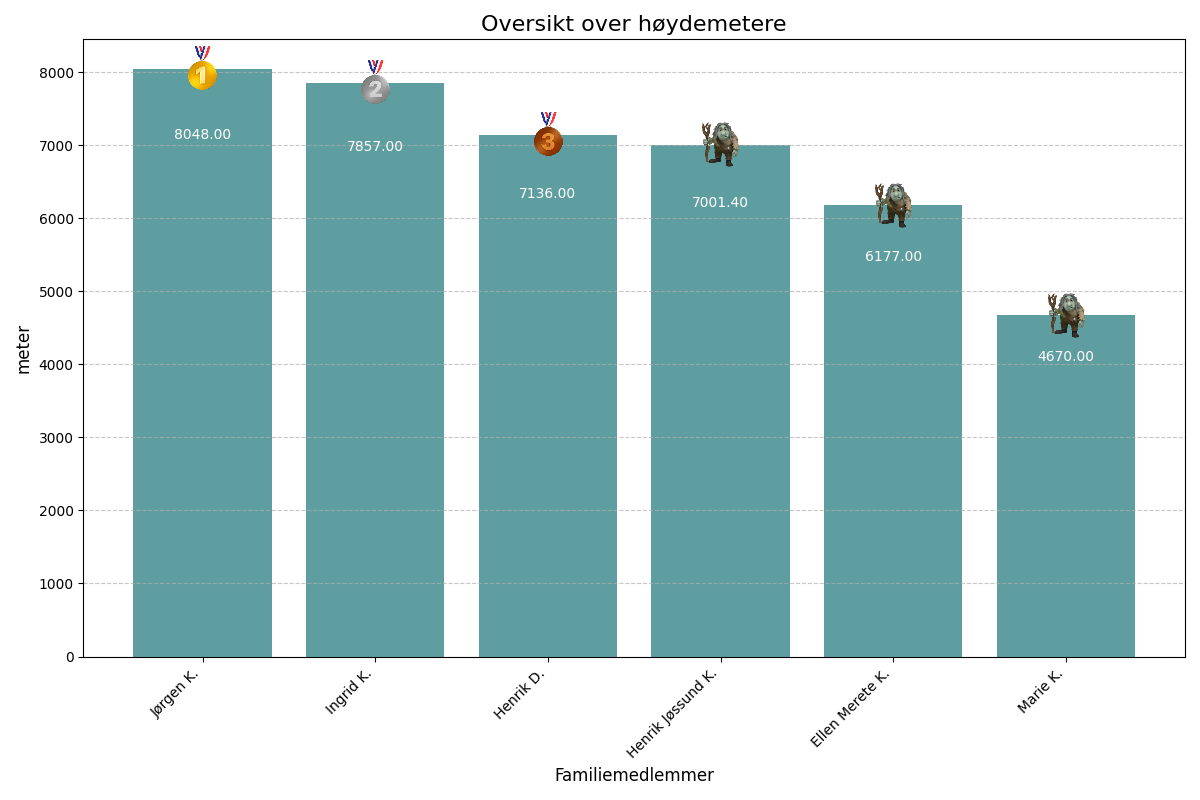 Oversikt over høydemetere
1
2
3
8000
7000
6000
5000
4000
3000
2000
1000
0
meter
8048.00
7857.00
7136.00
7001.40
6177.00
4670.00
Jørgen K.
Ingrid K.
Henrik D.
Henrik Jøssund K.
Ellen Merete K.
Marie K.
Familiemedlemmer